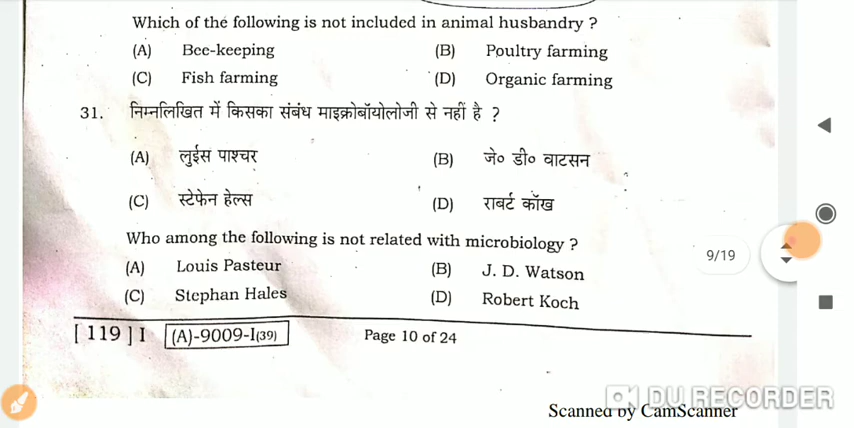 Which of the following is not included in animal husbandry ?
(A) Bee-keeping (B) Poultry farming
(C) Fish farming (D) Organic farming
31. निम्नलिखित में किसका संबंध माइक्रोबॉयोलोजी से नहीं है ?
(A) लुईस पाश्चर (B) जे० डी० वाटसन
(C) स्टेफेन हेल्स (D) राबर्ट कॉख
Who among the following is not related with microbiology ?
(A) Louis Pasteur (B) J. D. Watson
(C) Stephan Hales (D) Robert Koch
9/19
[ 119 ] I (A)-9009-I(39) Page 10 of 24
DU RECORDER
Scanned by CamScanner